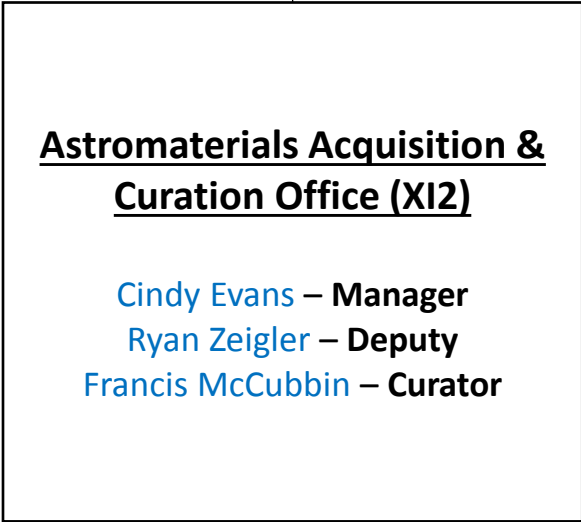 Astromaterials Acquisition &
Curation Office (XI2)
Cindy Evans – Manager
Ryan Zeigler – Deputy
Francis McCubbin – Curator